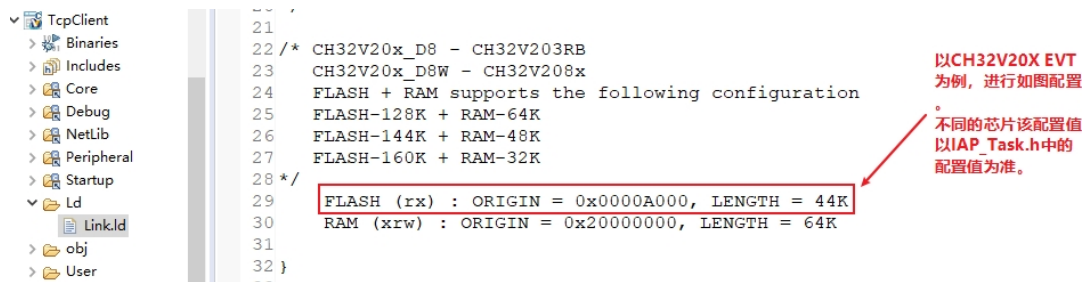 TcpClient
Binaries
Includes
Core
Debug
NetLib
Peripheral
Startup
Ld
Link.ld
obj
User
21
22 /* CH32V20x_D8 - CH32V203RB
23 CH32V20x_D8W - CH32V208x
24 FLASH + RAM supports the following configuration
25 FLASH-128K + RAM-64K
26 FLASH-144K + RAM-48K
27 FLASH-160K + RAM-32K
28 */
29 FLASH (rx) : ORIGIN = 0x0000A000, LENGTH = 44K
30 RAM (xrw) : ORIGIN = 0x20000000, LENGTH = 64K
31
32 }
以CH32V20X EVT
为例，进行如图配置
。
不同的芯片该配置值
以IAP_Task.h中的
配置值为准。